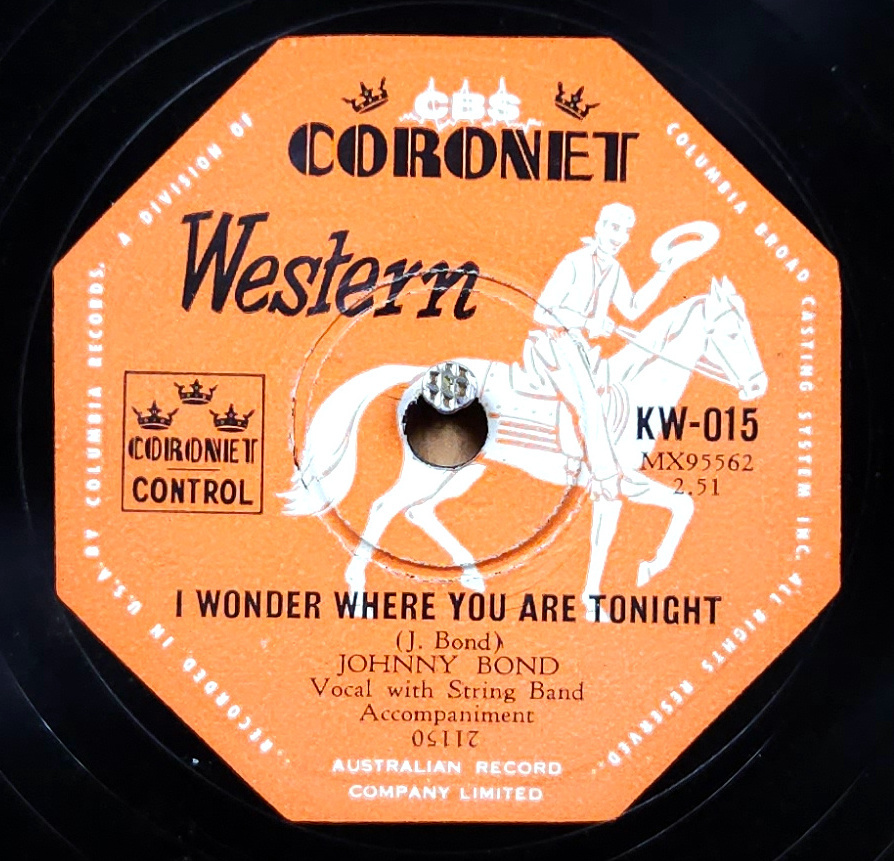 CBS
CORONET
Western
CORONET
CONTROL
KW-015
MX95562
2.51
I WONDER WHERE YOU ARE TONIGHT
(J. Bond)
JOHNNY BOND
Vocal with String Band
Accompaniment
05112
AUSTRALIAN RECORD
COMPANY LIMITED
RECORDED IN U.S.A. BY COLUMBIA RECORDS, A DIVISION OF COLUMBIA BROADCASTING SYSTEM INC. ALL RIGHTS RESERVED.